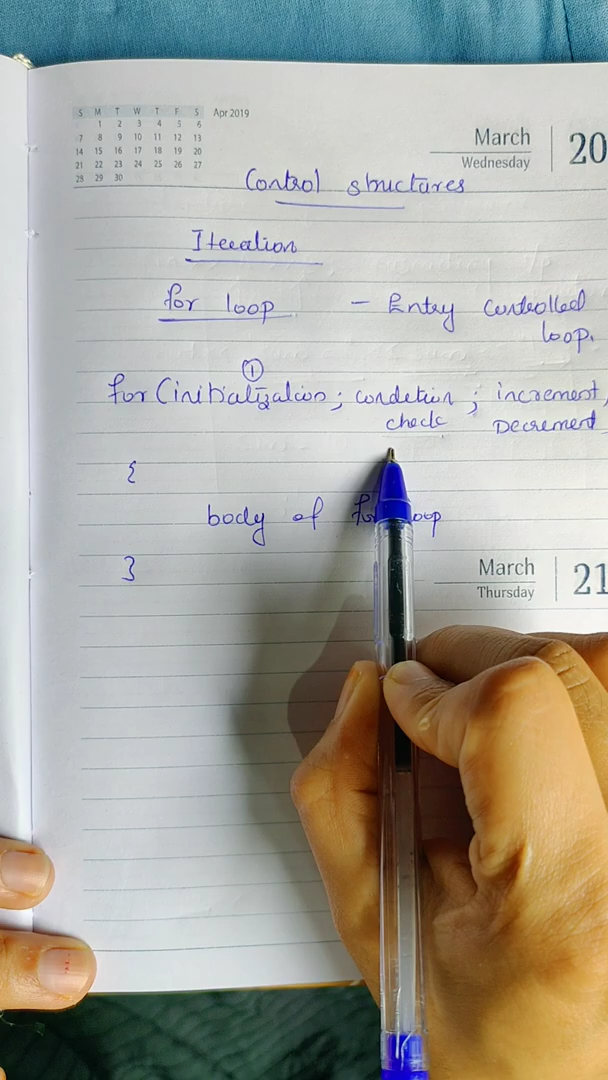 S M T W T F S Apr 2019
1 2 3 4 5 6
7 8 9 10 11 12 13
14 15 16 17 18 19 20
21 22 23 24 25 26 27
28 29 30
March 20
Wednesday
Control structures
Iteration
for loop - Entry controlled
loop.
①
for (initialization; condition; increment,
check Decrement
{
body of for loop
}
March 21
Thursday